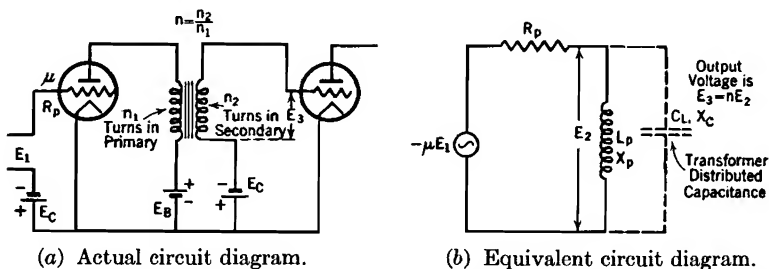 n = n2/n1
μ
Rp
n1
Turns in
Primary
n2
Turns in
Secondary
E3
E1
- + EC
EB + -
- + EC
(a) Actual circuit diagram.
Rp
-μE1
E2
Lp
Xp
Output
Voltage is
E3=nE2
CL, XC
Transformer
Distributed
Capacitance
(b) Equivalent circuit diagram.